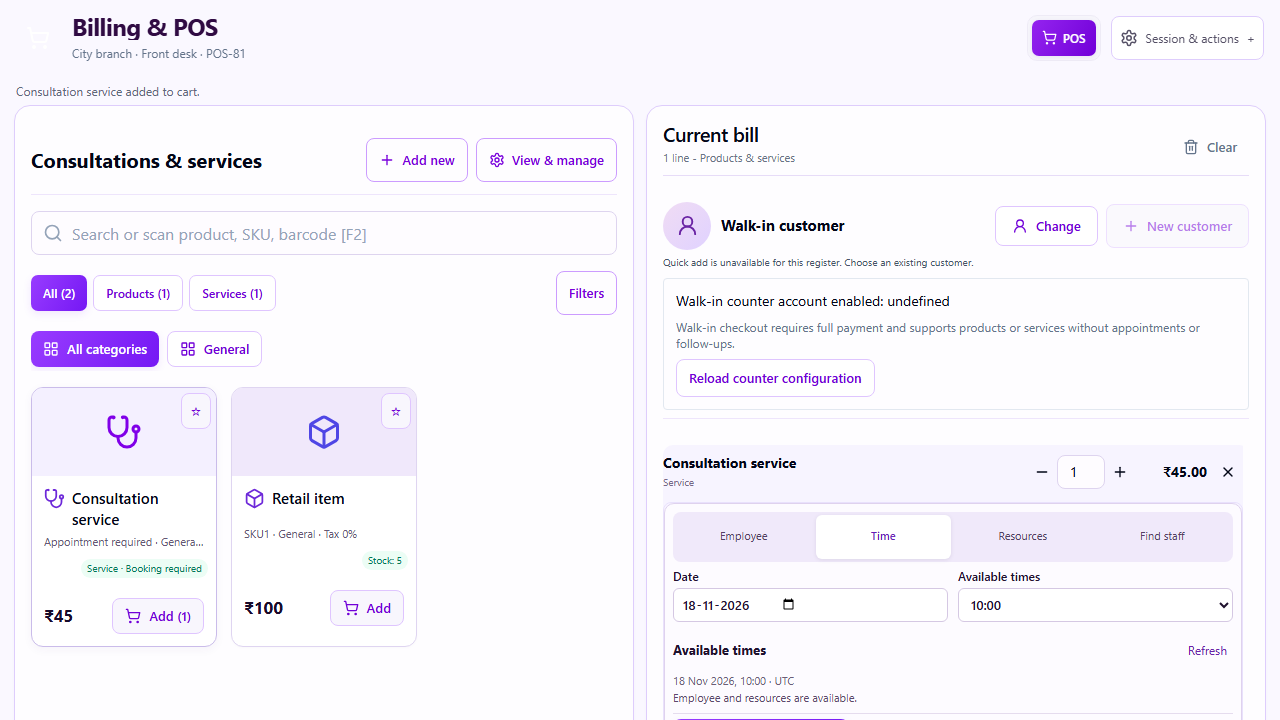 Billing & POS
City branch · Front desk · POS-81
POS
Session & actions +
Consultation service added to cart.
Consultations & services
Add new
View & manage
Search or scan product, SKU, barcode [F2]
All (2)
Products (1)
Services (1)
Filters
All categories
General
Consultation
service
Appointment required · Genera...
Service · Booking required
₹45
Add (1)
Retail item
SKU1 · General · Tax 0%
Stock: 5
₹100
Add
Current bill
1 line - Products & services
Clear
Walk-in customer
Change
New customer
Quick add is unavailable for this register. Choose an existing customer.
Walk-in counter account enabled: undefined
Walk-in checkout requires full payment and supports products or services without appointments or
follow-ups.
Reload counter configuration
Consultation service
Service
1
₹45.00
Employee
Time
Resources
Find staff
Date
Available times
18-11-2026
10:00
Available times
Refresh
18 Nov 2026, 10:00 · UTC
Employee and resources are available.